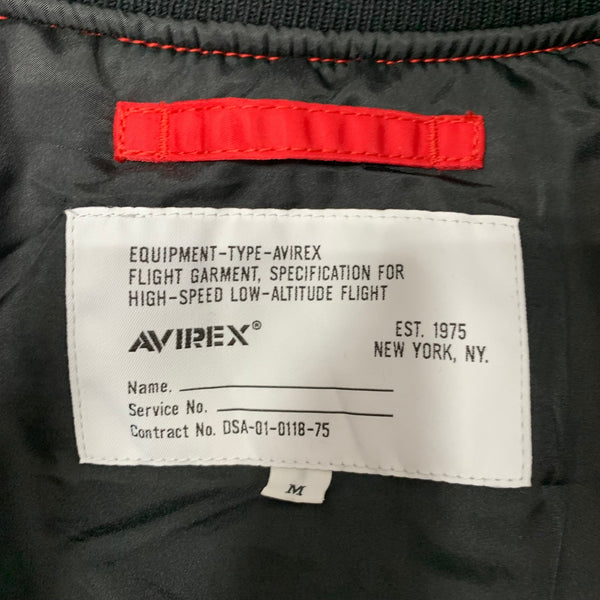 EQUIPMENT-TYPE-AVIREX
FLIGHT GARMENT, SPECIFICATION FOR
HIGH-SPEED LOW-ALTITUDE FLIGHT
AVIREX®
EST. 1975
NEW YORK, NY.
Name.
Service No.
Contract No. DSA-01-0118-75
M